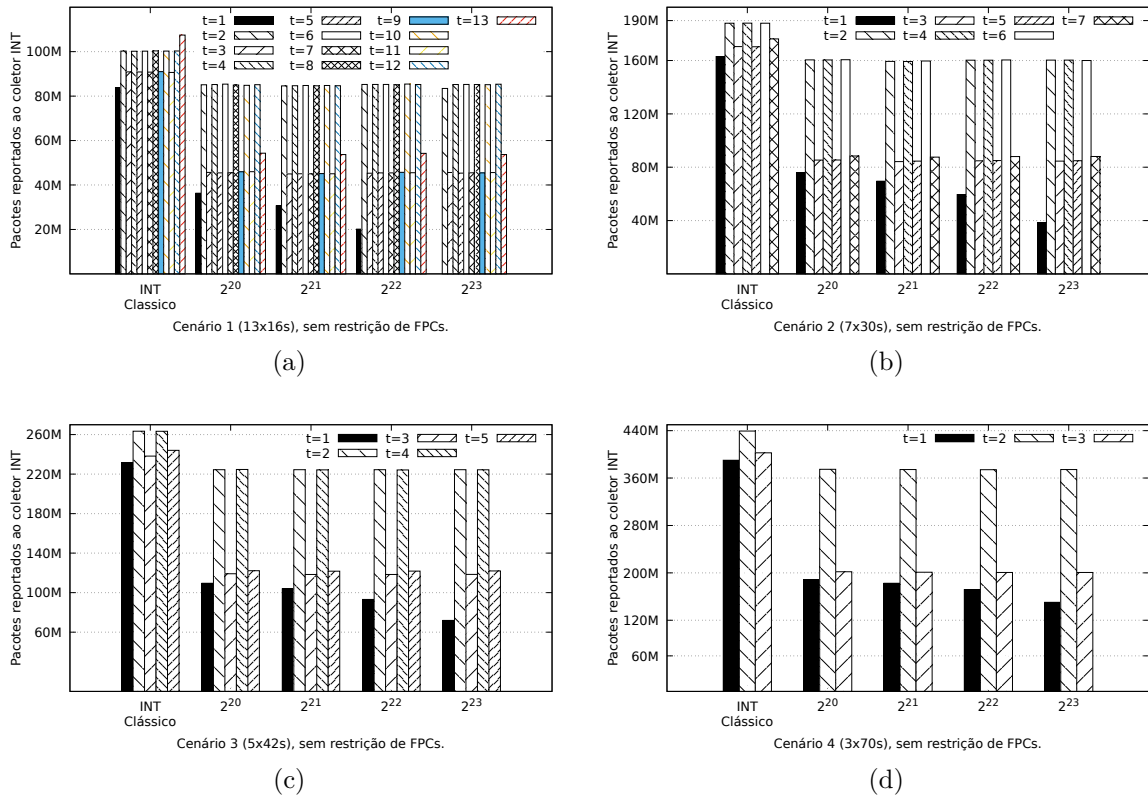 Pacotes reportados ao coletor INT
100M
80M
60M
40M
20M
t=1 t=5 t=9 t=13
t=2 t=6 t=10
t=3 t=7 t=11
t=4 t=8 t=12
INT Classico
2^20 2^21 2^22 2^23
Cenário 1 (13x16s), sem restrição de FPCs.
(a)
Pacotes reportados ao coletor INT
190M
160M
120M
80M
40M
t=1 t=3 t=5 t=7
t=2 t=4 t=6
INT Clássico
2^20 2^21 2^22 2^23
Cenário 2 (7x30s), sem restrição de FPCs.
(b)
Pacotes reportados ao coletor INT
260M
220M
180M
140M
100M
60M
t=1 t=3 t=5
t=2 t=4
INT Clássico
2^20 2^21 2^22 2^23
Cenário 3 (5x42s), sem restrição de FPCs.
(c)
Pacotes reportados ao coletor INT
440M
360M
280M
200M
120M
60M
t=1 t=2 t=3
INT Clássico
2^20 2^21 2^22 2^23
Cenário 4 (3x70s), sem restrição de FPCs.
(d)